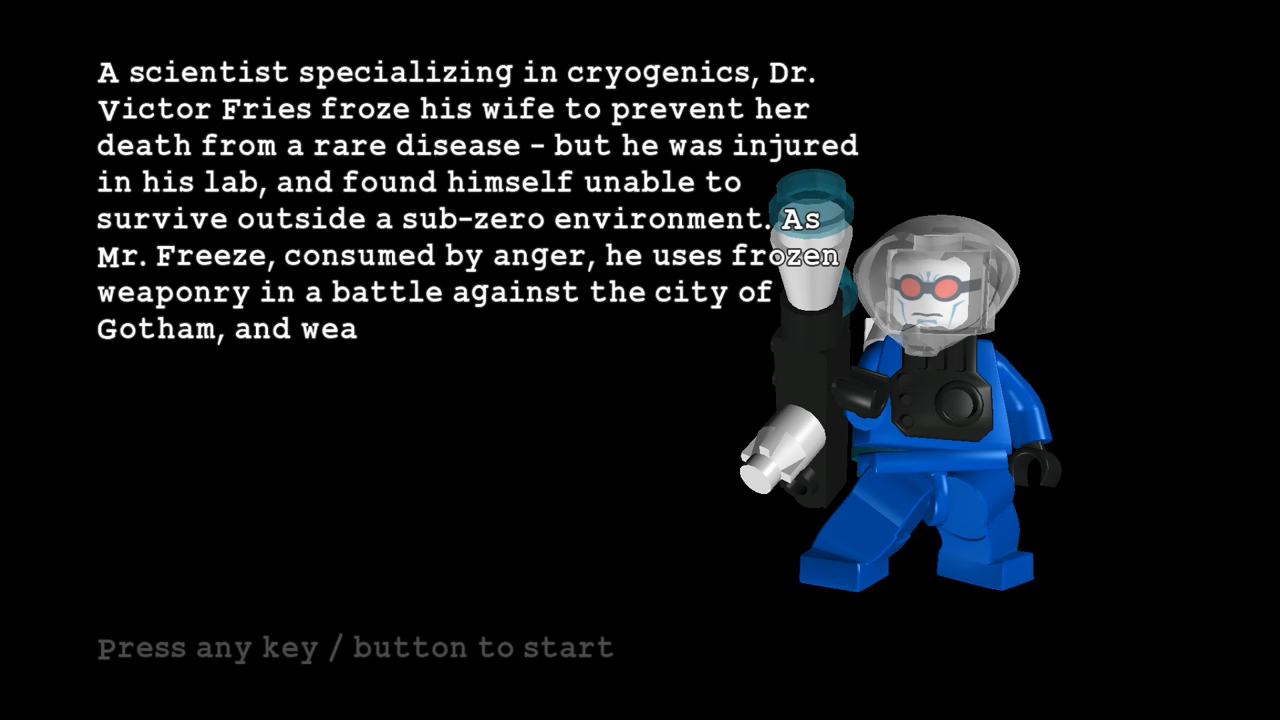 A scientist specializing in cryogenics, Dr.
Victor Fries froze his wife to prevent her
death from a rare disease - but he was injured
in his lab, and found himself unable to
survive outside a sub-zero environment. As
Mr. Freeze, consumed by anger, he uses frozen
weaponry in a battle against the city of
Gotham, and wea
Press any key / button to start